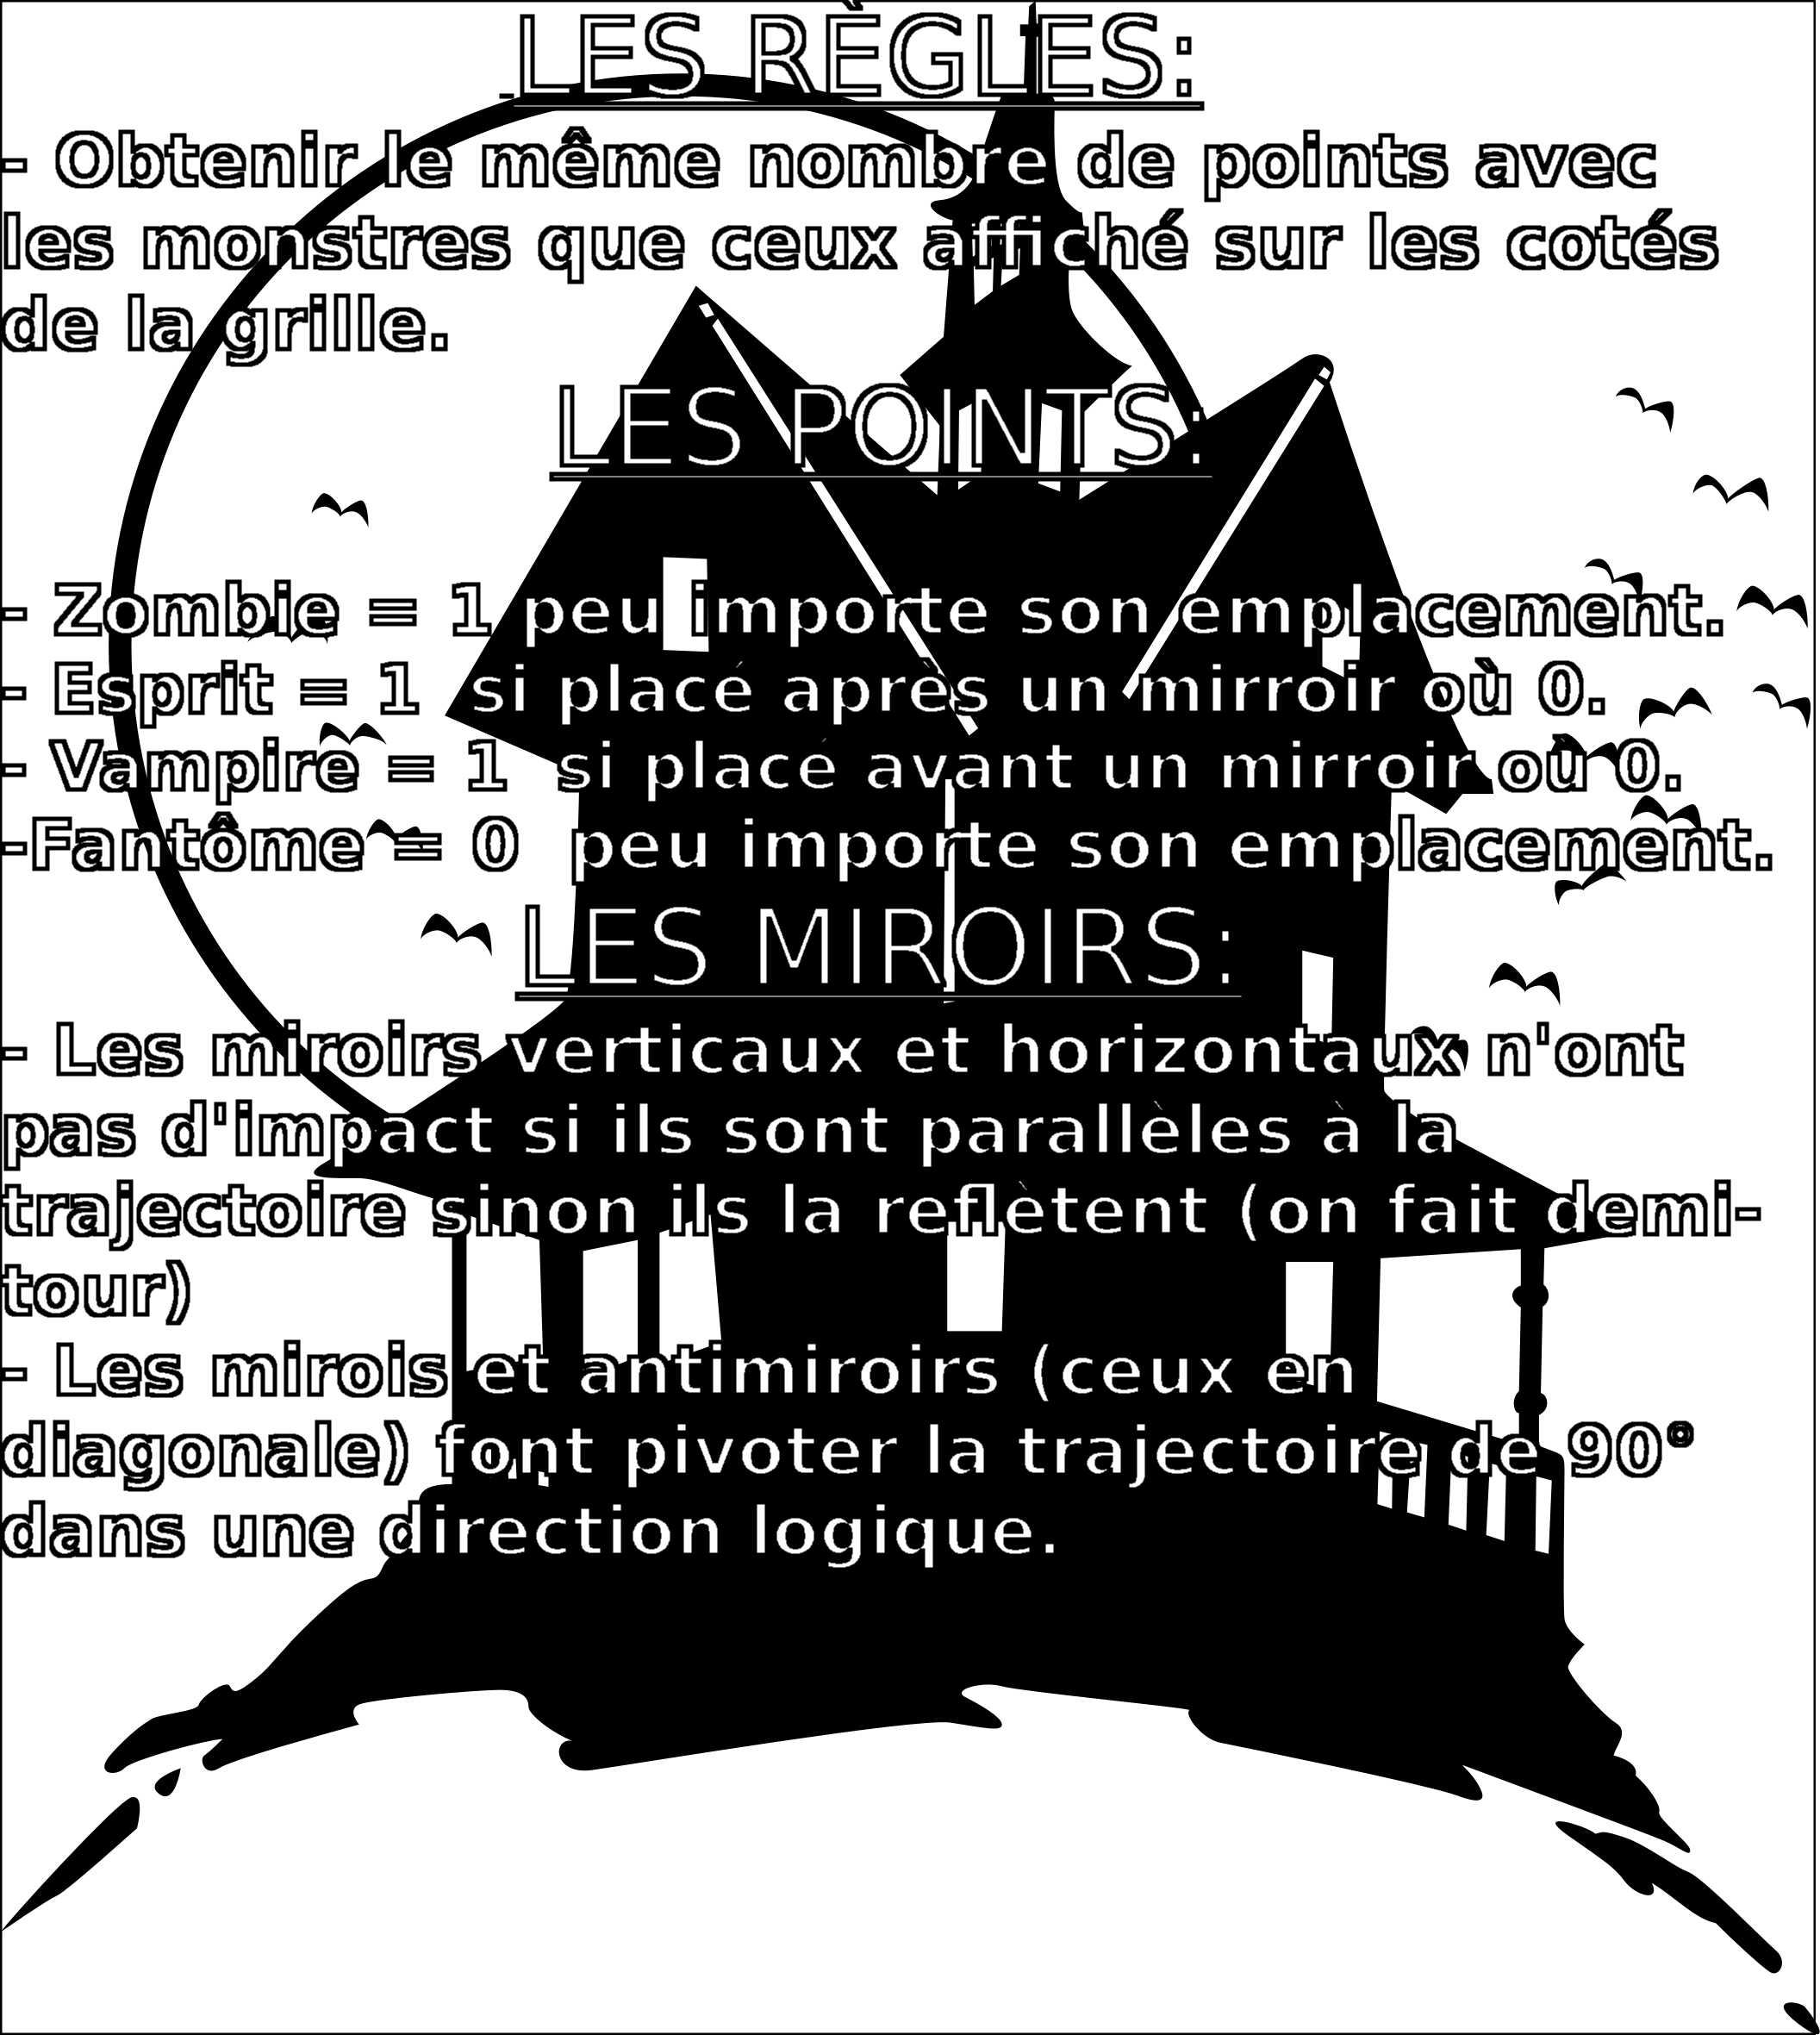 LES RÈGLES:
- Obtenir le même nombre de points avec
les monstres que ceux affiché sur les cotés
de la grille.
LES POINTS:
- Zombie = 1 peu importe son emplacement.
- Esprit = 1 si placé après un mirroir où 0.
- Vampire = 1 si placé avant un mirroir où 0.
-Fantôme = 0 peu importe son emplacement.
LES MIROIRS:
- Les miroirs verticaux et horizontaux n'ont
pas d'impact si ils sont parallèles à la
trajectoire sinon ils la reflètent (on fait demi-
tour)
- Les mirois et antimiroirs (ceux en
diagonale) font pivoter la trajectoire de 90°
dans une direction logique.